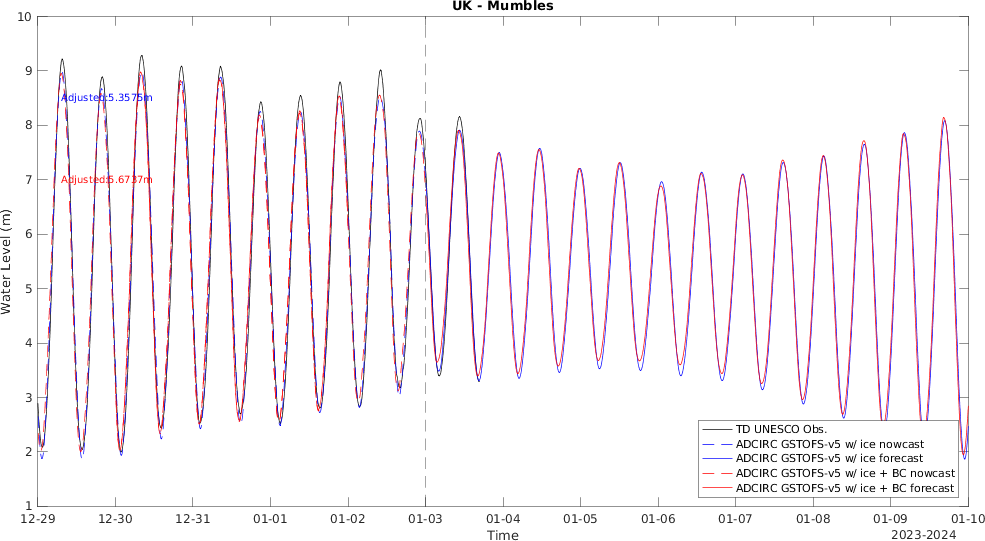 UK - Mumbles
10
9
8
7
6
5
4
3
2
1
Water Level (m)
Adjusted:5.3575m
Adjusted:5.6737m
TD UNESCO Obs.
ADCIRC GSTOFS-v5 w/ ice nowcast
ADCIRC GSTOFS-v5 w/ ice forecast
ADCIRC GSTOFS-v5 w/ ice + BC nowcast
ADCIRC GSTOFS-v5 w/ ice + BC forecast
12-29 12-30 12-31 01-01 01-02 01-03 01-04 01-05 01-06 01-07 01-08 01-09 01-10
Time
2023-2024